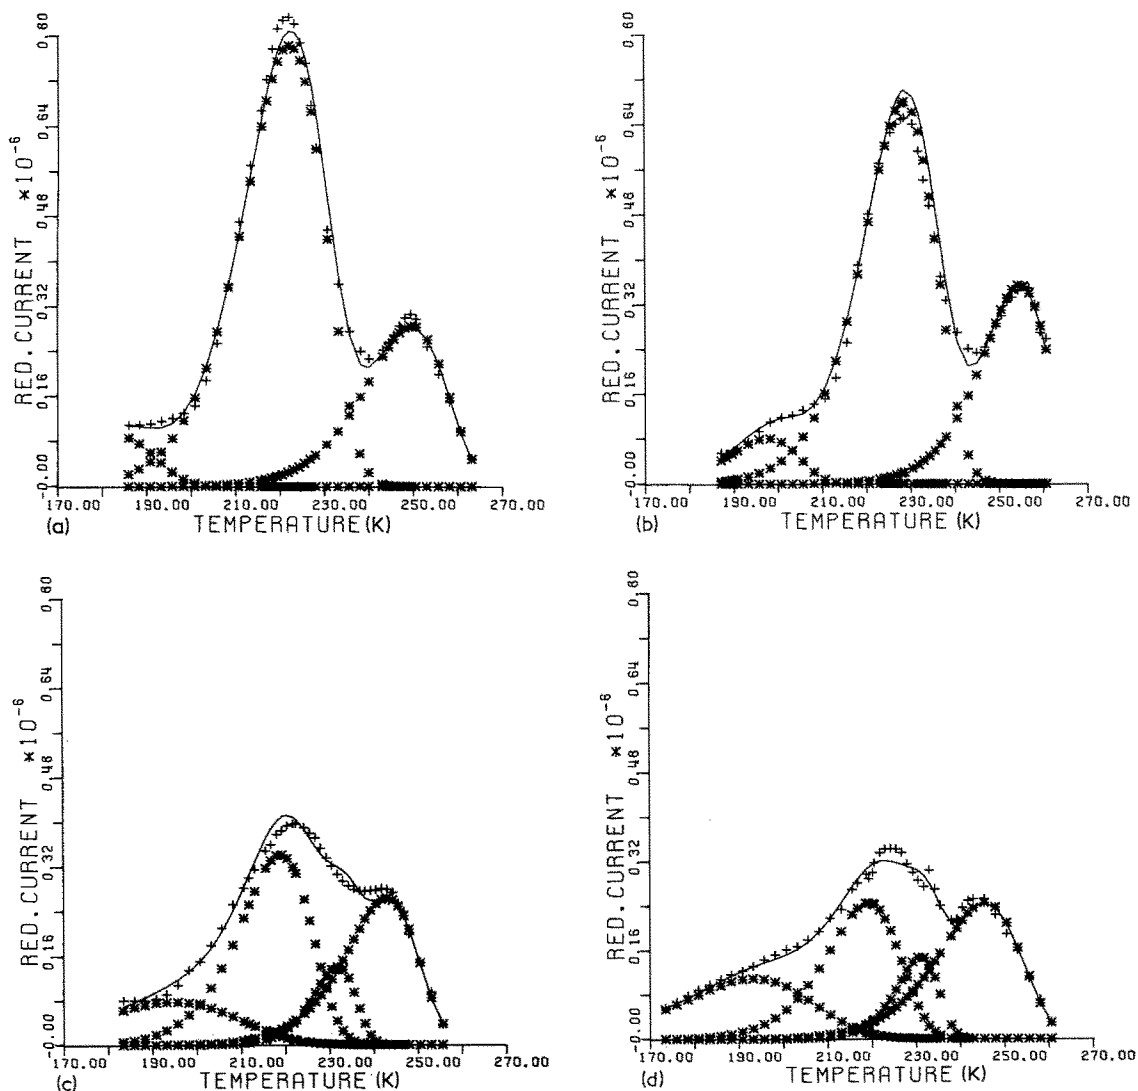 0.80
0.64
0.48
0.32
0.16
-0.00
RED. CURRENT *10⁻⁶
170.00 190.00 210.00 230.00 250.00 270.00
(a) TEMPERATURE (K)
0.80
0.64
0.48
0.32
0.16
-0.00
RED. CURRENT *10⁻⁶
170.00 190.00 210.00 230.00 250.00 270.00
(b) TEMPERATURE (K)
0.80
0.64
0.48
0.32
0.16
-0.00
RED. CURRENT *10⁻⁶
170.00 190.00 210.00 230.00 250.00 270.00
(c) TEMPERATURE (K)
0.80
0.64
0.48
0.32
0.16
-0.00
RED. CURRENT *10⁻⁶
170.00 190.00 210.00 230.00 250.00 270.00
(d) TEMPERATURE (K)